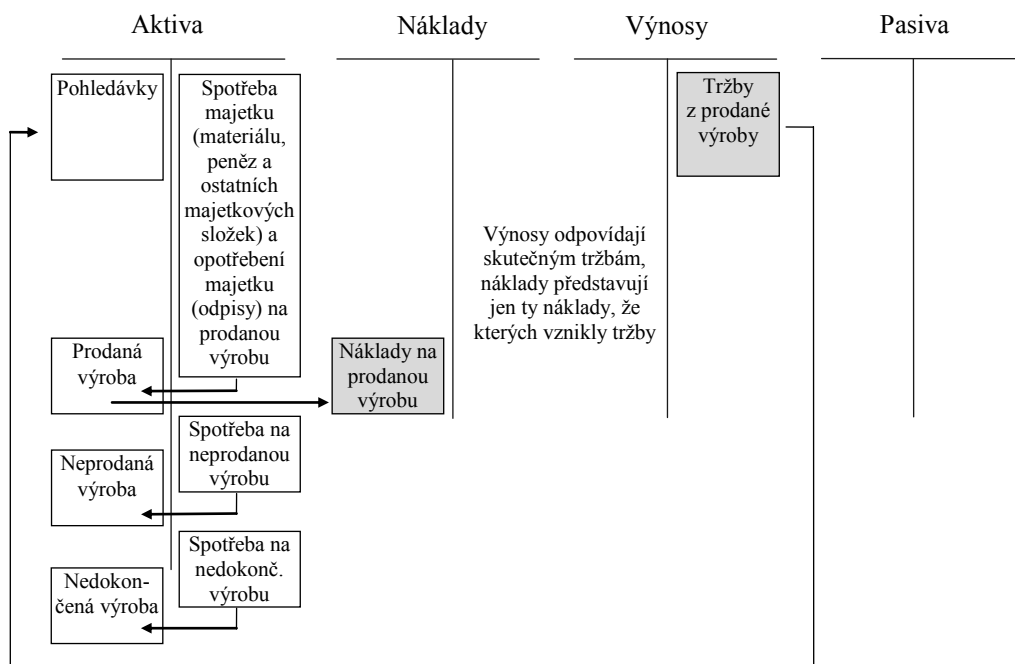 Aktiva
Náklady
Výnosy
Pasiva
Pohledávky
Spotřeba
majetku
(materiálu,
peněz a
ostatních
majetkových
složek) a
opotřebení
majetku
(odpisy) na
prodanou
výrobu
Tržby
z prodané
výroby
Výnosy odpovídají
skutečným tržbám,
náklady představují
jen ty náklady, že
kterých vznikly tržby
Prodaná
výroba
Náklady na
prodanou
výrobu
Spotřeba na
neprodanou
výrobu
Neprodaná
výroba
Spotřeba na
nedokonč.
výrobu
Nedokon-
čená výroba